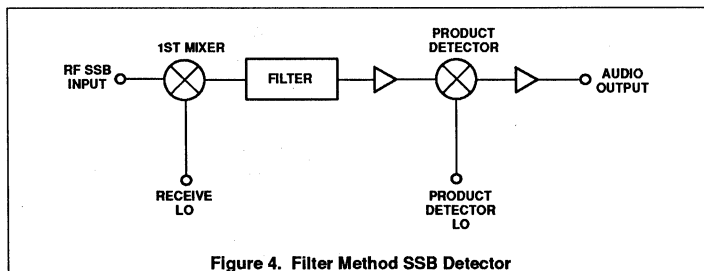 1ST MIXER
RF SSB
INPUT
FILTER
PRODUCT
DETECTOR
AUDIO
OUTPUT
RECEIVE
LO
PRODUCT
DETECTOR
LO
Figure 4. Filter Method SSB Detector